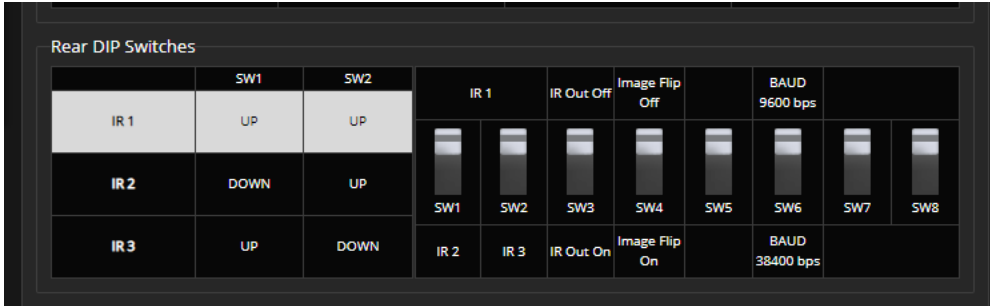 Rear DIP Switches
SW1 SW2
IR 1 UP UP
IR 2 DOWN UP
IR 3 UP DOWN
IR 1 IR Out Off Image Flip Off BAUD 9600 bps
SW1 SW2 SW3 SW4 SW5 SW6 SW7 SW8
IR 2 IR 3 IR Out On Image Flip On BAUD 38400 bps